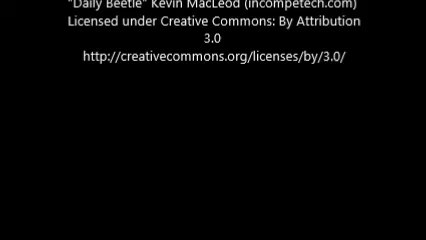 "Daily Beetle" Kevin MacLeod (incompetech.com)
Licensed under Creative Commons: By Attribution
3.0
http://creativecommons.org/licenses/by/3.0/